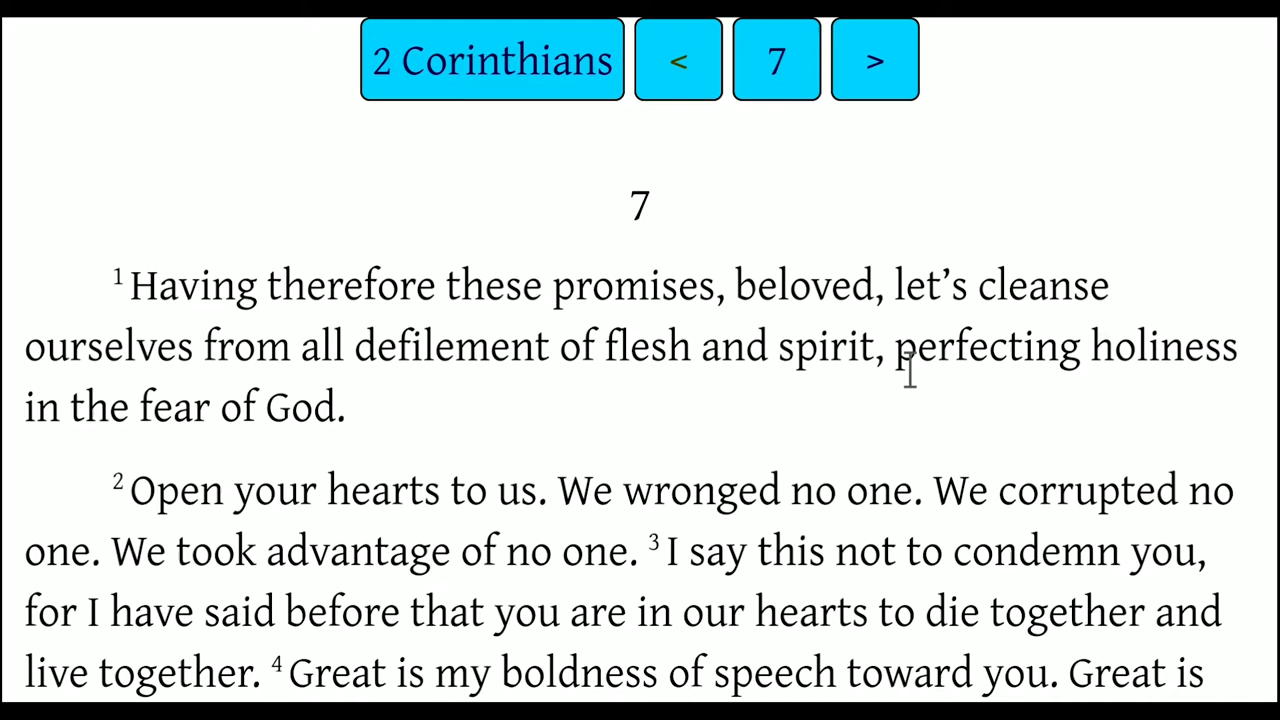 2 Corinthians < 7 >
7
1 Having therefore these promises, beloved, let’s cleanse
ourselves from all defilement of flesh and spirit, perfecting holiness
in the fear of God.
2 Open your hearts to us. We wronged no one. We corrupted no
one. We took advantage of no one. 3 I say this not to condemn you,
for I have said before that you are in our hearts to die together and
live together. 4 Great is my boldness of speech toward you. Great is